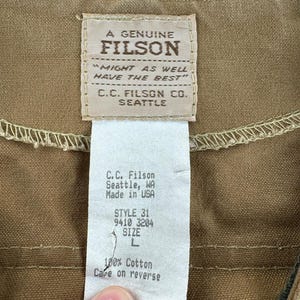 A GENUINE
FILSON
"MIGHT AS WELL
HAVE THE BEST"
C.C. FILSON CO.
SEATTLE
C.C. Filson
Seattle, WA
Made in USA
STYLE 31
9410 3204
SIZE
L
100% Cotton
Care on reverse